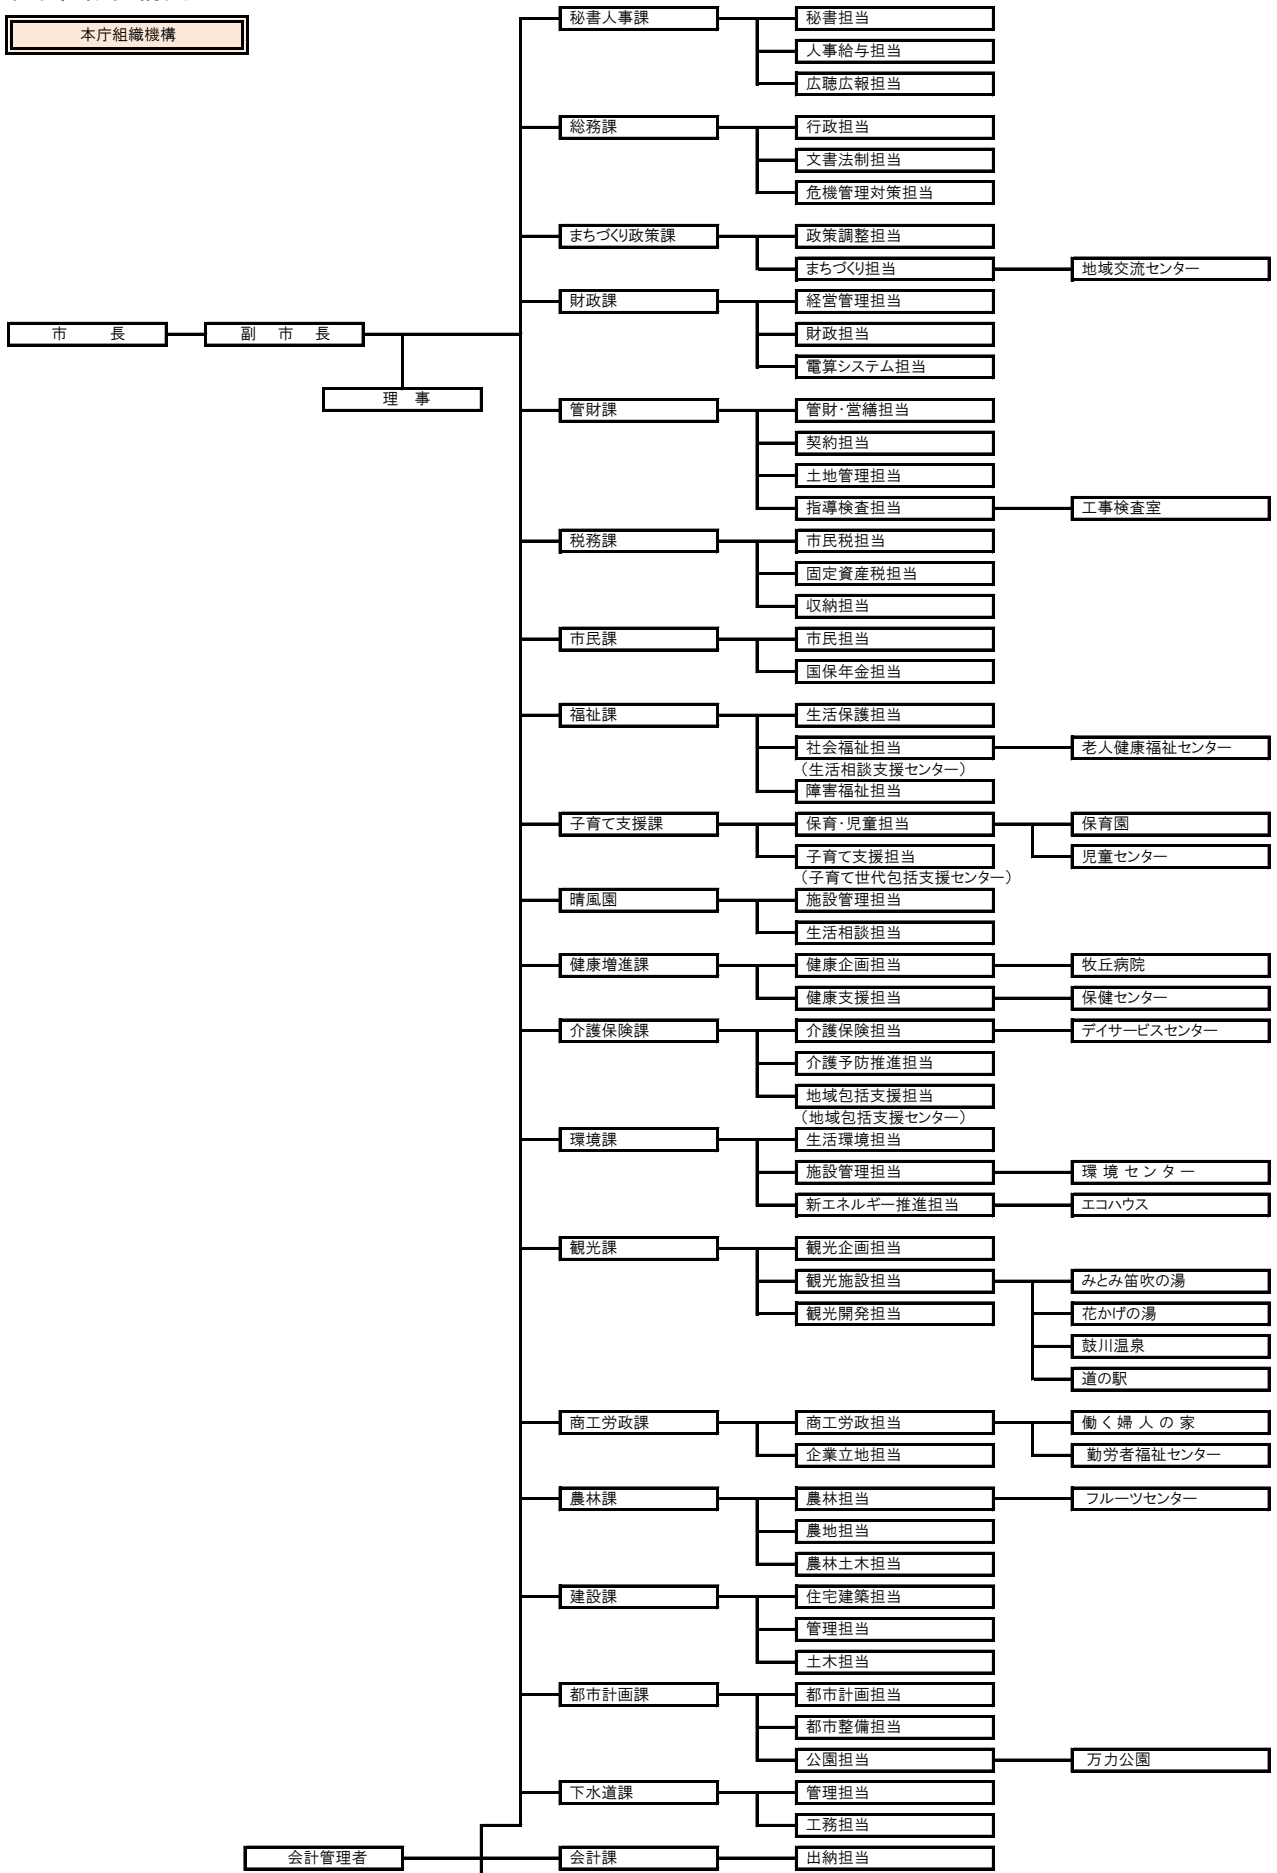 本庁組織機構
秘書人事課 秘書担当
人事給与担当
広聴広報担当
総務課 行政担当
文書法制担当
危機管理対策担当
まちづくり政策課 政策調整担当
まちづくり担当 地域交流センター
財政課 経営管理担当
市 長 副 市 長 財政担当
電算システム担当
理 事
管財課 管財・営繕担当
契約担当
土地管理担当
指導検査担当 工事検査室
税務課 市民税担当
固定資産税担当
収納担当
市民課 市民担当
国保年金担当
福祉課 生活保護担当
社会福祉担当 老人健康福祉センター
(生活相談支援センター)
障害福祉担当
子育て支援課 保育・児童担当 保育園
子育て支援担当 児童センター
(子育て世代包括支援センター)
晴風園 施設管理担当
生活相談担当
健康増進課 健康企画担当 牧丘病院
健康支援担当 保健センター
介護保険課 介護保険担当 デイサービスセンター
介護予防推進担当
地域包括支援担当
(地域包括支援センター)
環境課 生活環境担当
施設管理担当 環 境 セ ン タ ー
新エネルギー推進担当 エコハウス
観光課 観光企画担当
観光施設担当 みとみ笛吹の湯
観光開発担当 花かげの湯
鼓川温泉
道の駅
商工労政課 商工労政担当 働 く 婦 人 の 家
企業立地担当 勤労者福祉センター
農林課 農林担当 フルーツセンター
農地担当
農林土木担当
建設課 住宅建築担当
管理担当
土木担当
都市計画課 都市計画担当
都市整備担当
公園担当 万力公園
下水道課 管理担当
工務担当
会計管理者 会計課 出納担当